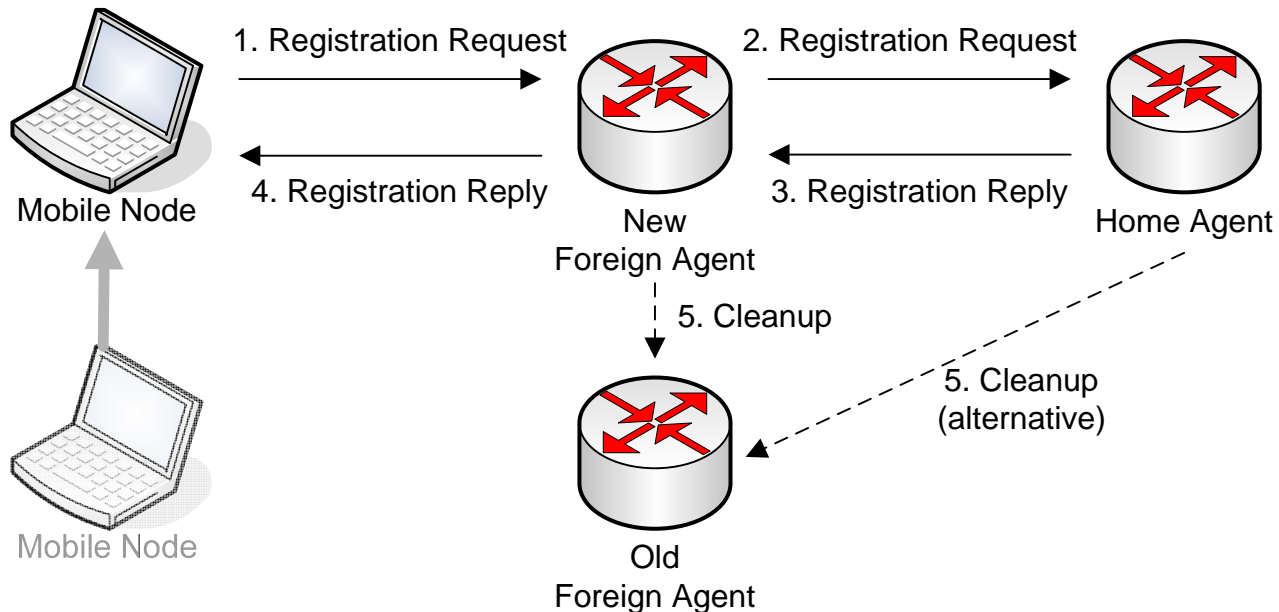 1. Registration Request
2. Registration Request
4. Registration Reply
3. Registration Reply
Mobile Node
New
Foreign Agent
Home Agent
5. Cleanup
5. Cleanup
(alternative)
Mobile Node
Old
Foreign Agent